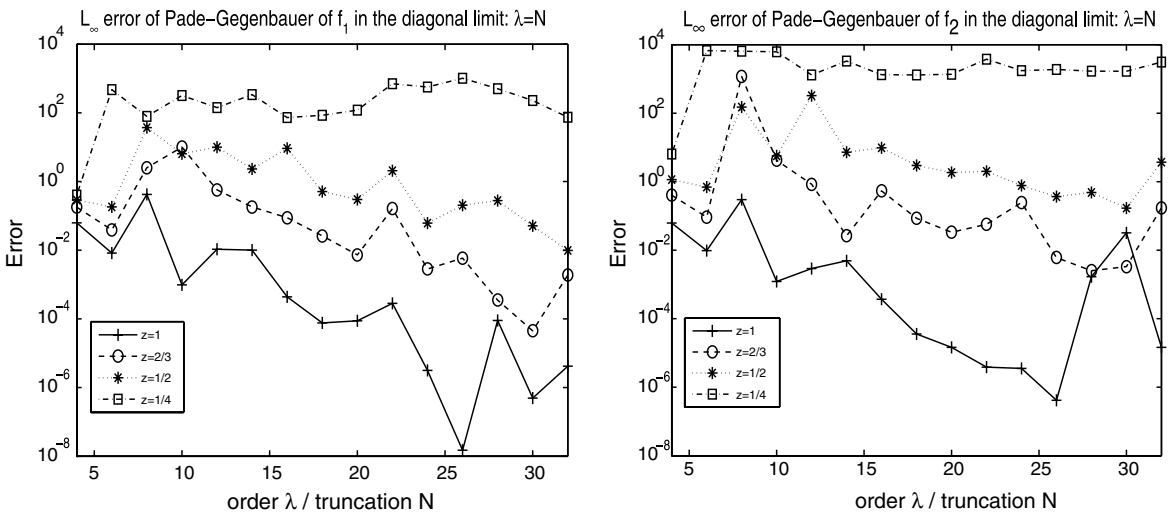 L∞ error of Pade-Gegenbauer of f1 in the diagonal limit: λ=N
10^4
10^2
10^0
10^-2
10^-4
10^-6
10^-8
Error
z=1
z=2/3
z=1/2
z=1/4
5 10 15 20 25 30
order λ / truncation N
L∞ error of Pade-Gegenbauer of f2 in the diagonal limit: λ=N
10^4
10^2
10^0
10^-2
10^-4
10^-6
10^-8
Error
z=1
z=2/3
z=1/2
z=1/4
5 10 15 20 25 30
order λ / truncation N